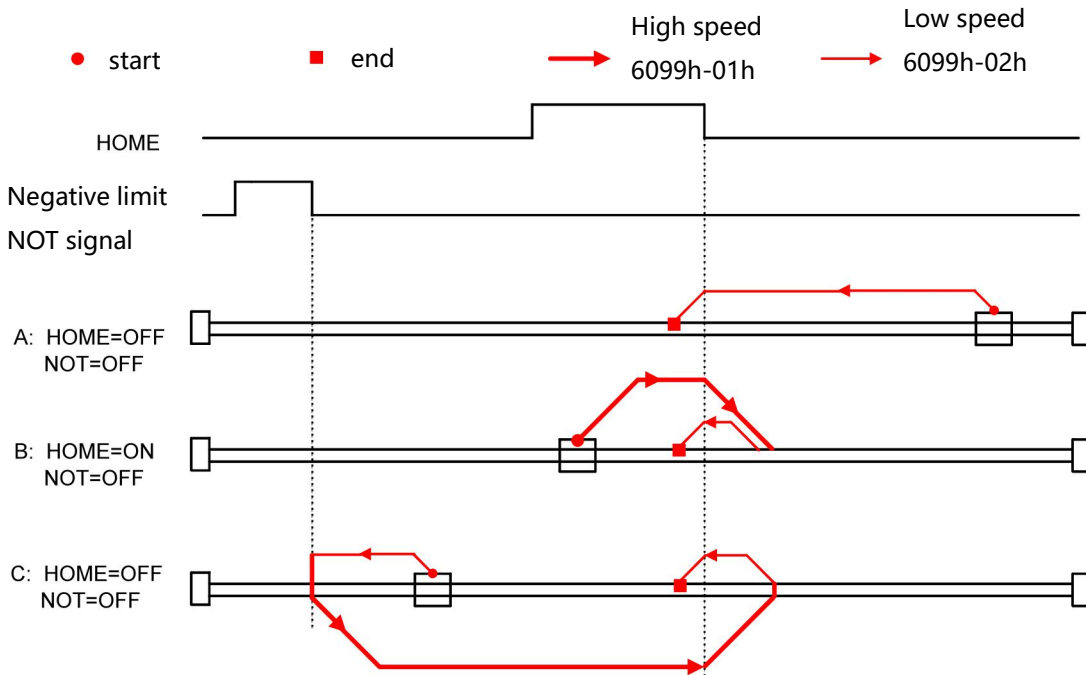 start
end
High speed
6099h-01h
Low speed
6099h-02h
HOME
Negative limit
NOT signal
A: HOME=OFF
NOT=OFF
B: HOME=ON
NOT=OFF
C: HOME=OFF
NOT=OFF